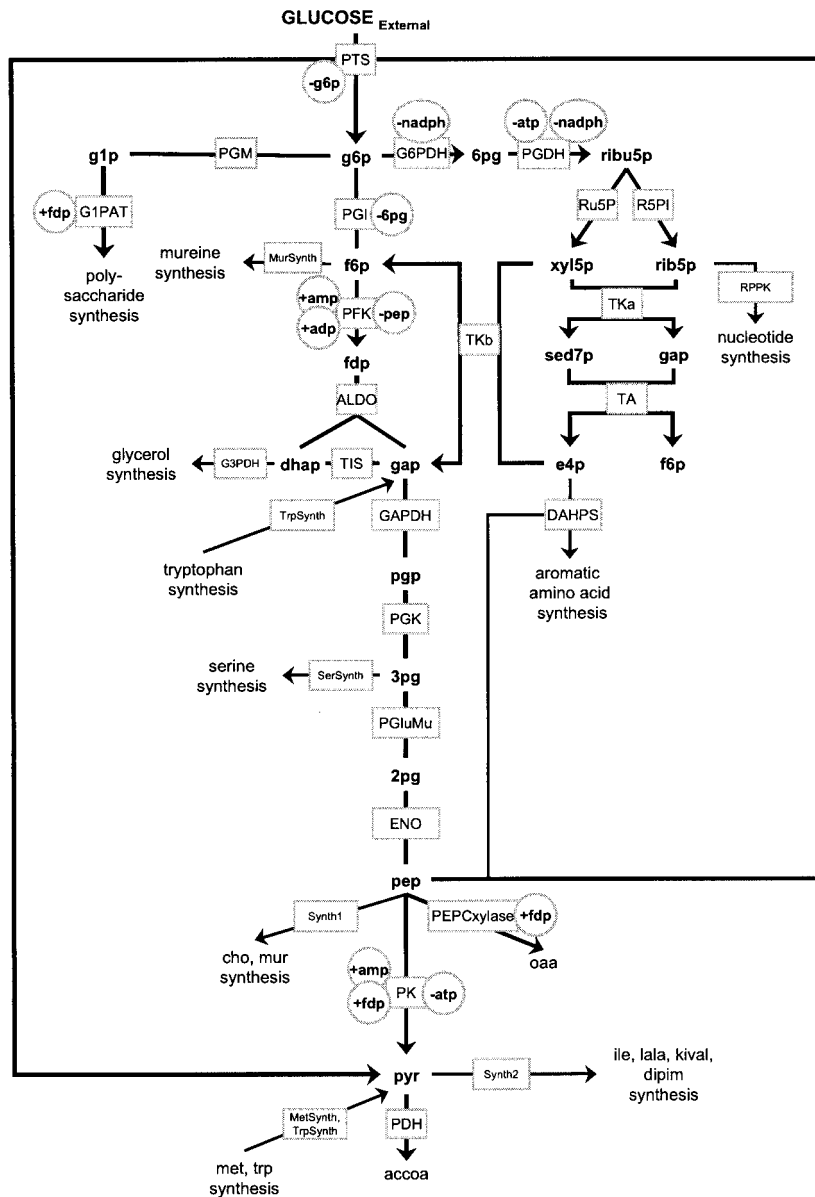 GLUCOSE External
PTS
-g6p
-nadph
-atp
-nadph
g1p
PGM
g6p
G6PDH
6pg
PGDH
ribu5p
+fdp
G1PAT
PGI
-6pg
Ru5P
R5PI
poly-
saccharide
synthesis
mureine
synthesis
MurSynth
f6p
xyl5p
rib5p
+amp
+adp
PFK
-pep
TKa
RPPK
nucleotide
synthesis
TKb
fdp
sed7p
gap
ALDO
TA
glycerol
synthesis
G3PDH
dhap
TIS
gap
e4p
f6p
TrpSynth
GAPDH
DAHPS
tryptophan
synthesis
pgp
aromatic
amino acid
synthesis
PGK
serine
synthesis
SerSynth
3pg
PGluMu
2pg
ENO
pep
Synth1
PEPCxylase
+fdp
cho, mur
synthesis
oaa
+amp
+fdp
PK
-atp
pyr
Synth2
ile, lala, kival,
dipim
synthesis
MetSynth,
TrpSynth
PDH
met, trp
synthesis
accoa